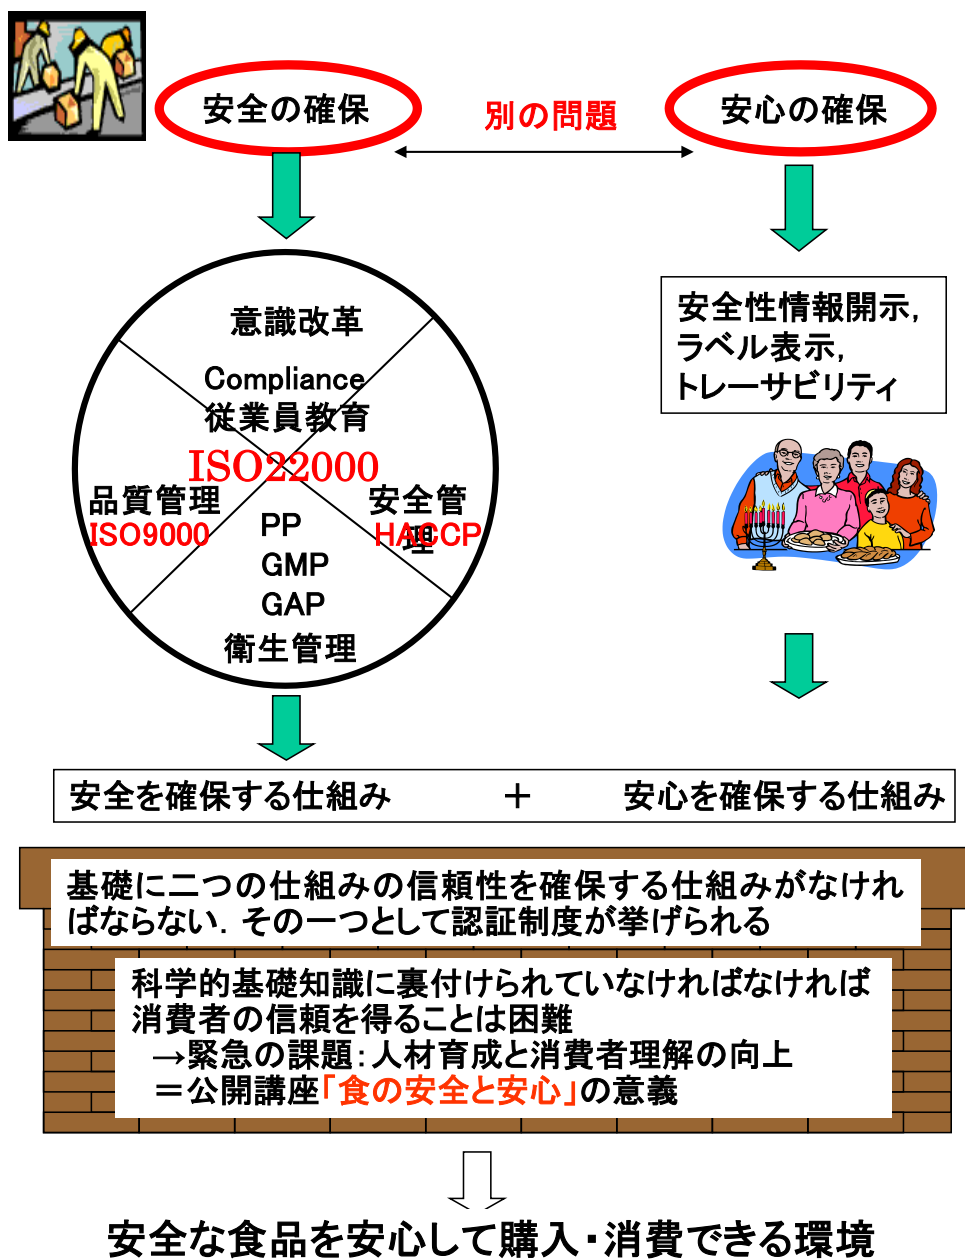 安全の確保
別の問題
安心の確保
意識改革
Compliance
従業員教育
ISO22000
品質管理
ISO9000
安全管
理
HACCP
PP
GMP
GAP
衛生管理
安全性情報開示,
ラベル表示,
トレーサビリティ
安全を確保する仕組み + 安心を確保する仕組み
基礎に二つの仕組みの信頼性を確保する仕組みがなけれ
ばならない. その一つとして認証制度が挙げられる
科学的基礎知識に裏付けられていなければなければ
消費者の信頼を得ることは困難
→緊急の課題:人材育成と消費者理解の向上
=公開講座「食の安全と安心」の意義
安全な食品を安心して購入・消費できる環境